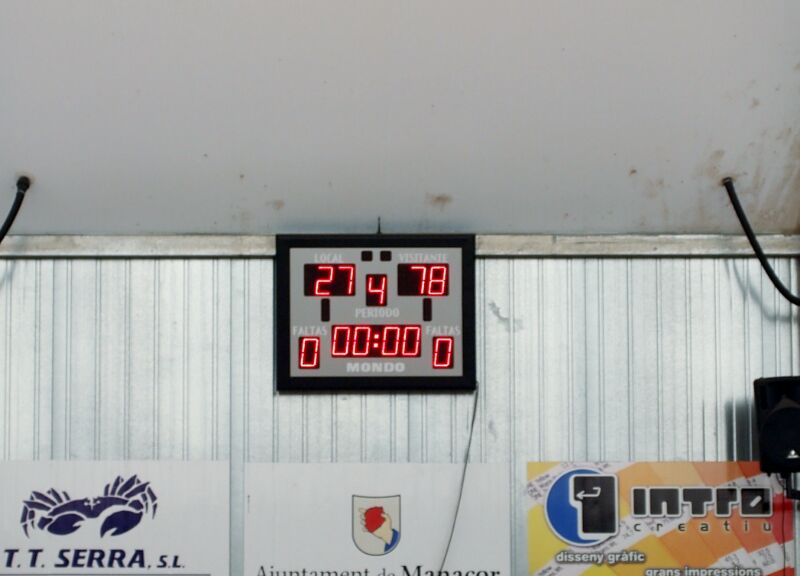 LOCAL VISITANTE
27 4 78
PERIODO
FALTAS 00:00 FALTAS
0 0
MONDO
T. T. SERRA, S.L.
Ajuntament de Manacor
INTRO
creatiu
disseny gràfic
grans impressions